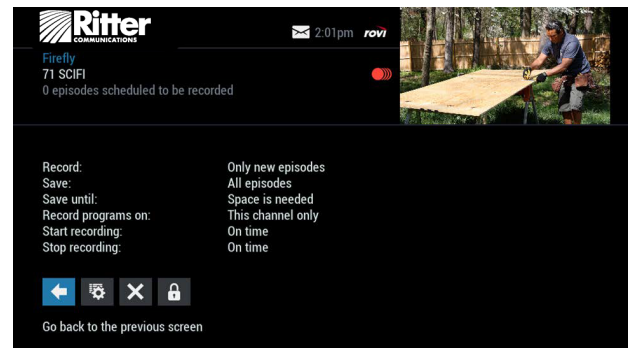 Ritter
COMMUNICATIONS
2:01pm rovi
Firefly
71 SCIFI
0 episodes scheduled to be recorded
Record: Only new episodes
Save: All episodes
Save until: Space is needed
Record programs on: This channel only
Start recording: On time
Stop recording: On time
Go back to the previous screen